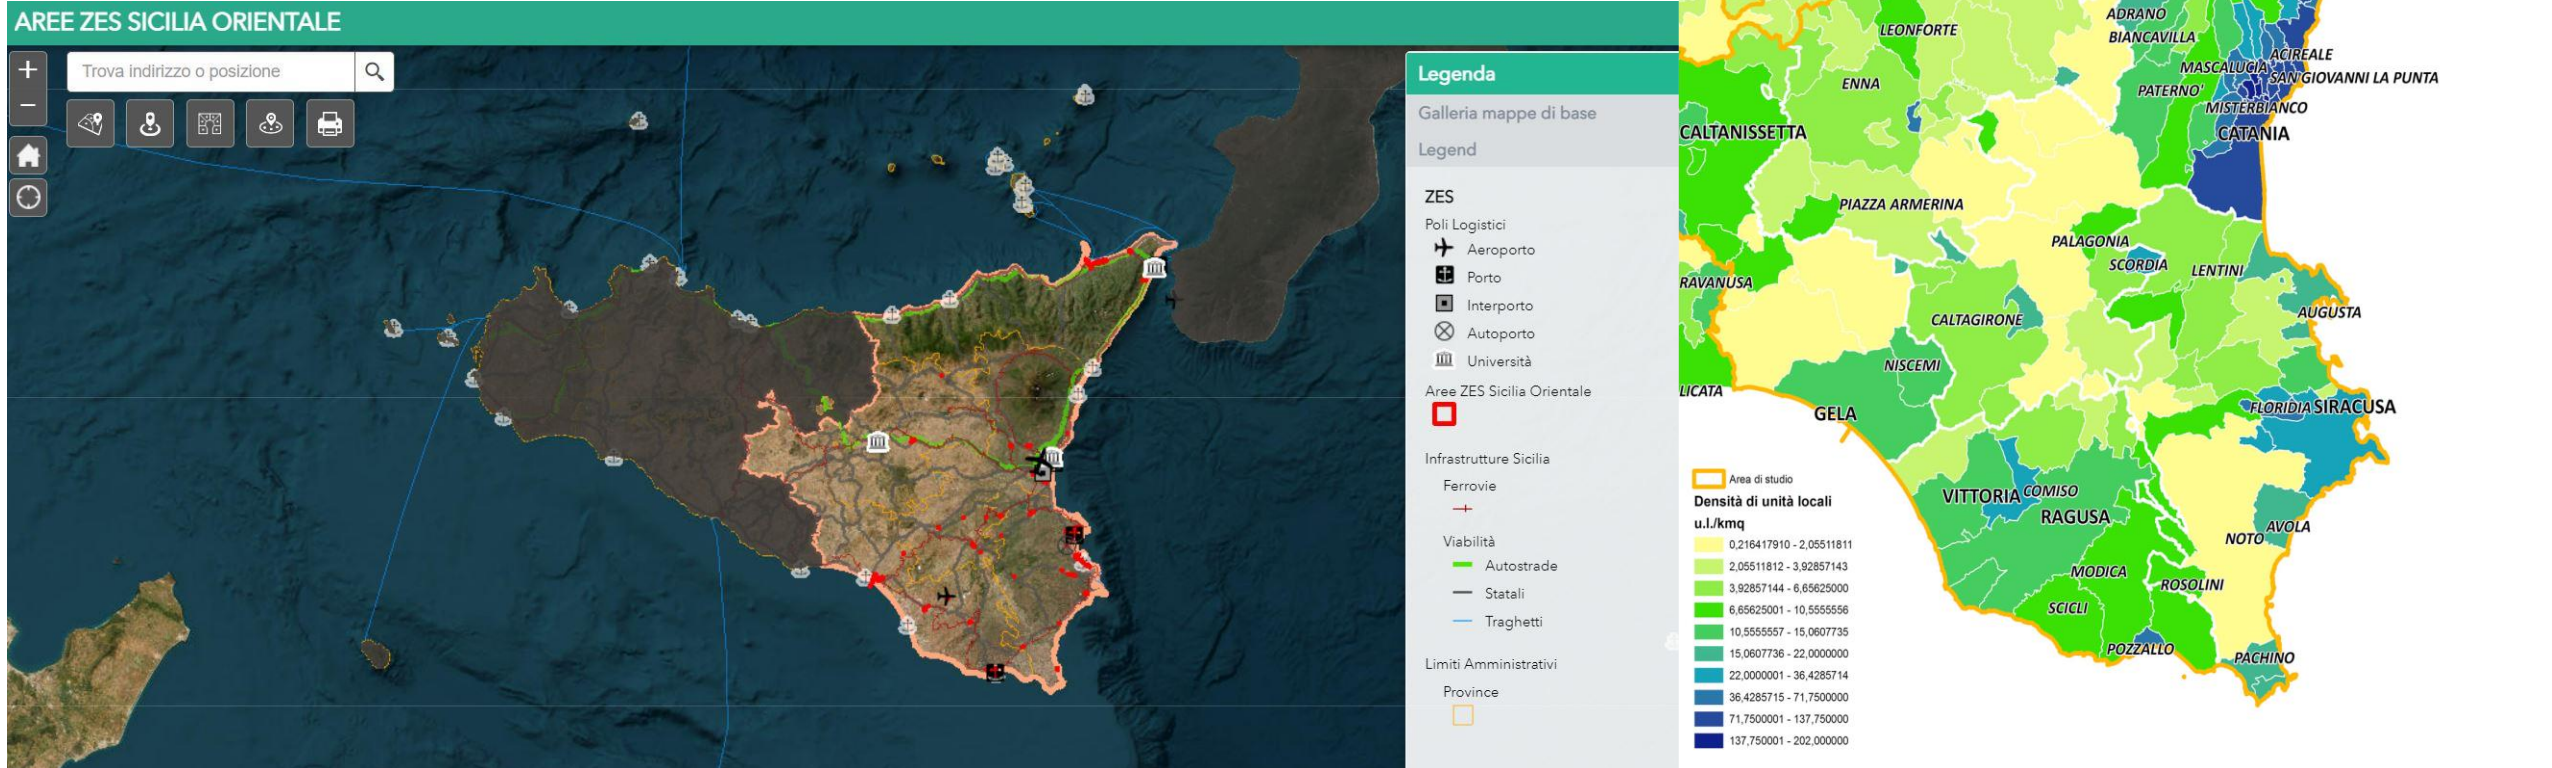 AREE ZES SICILIA ORIENTALE
+
Trova indirizzo o posizione
−
Legenda
Galleria mappe di base
Legend
ZES
Poli Logistici
Aeroporto
Porto
Interporto
Autoporto
Università
Aree ZES Sicilia Orientale
Infrastrutture Sicilia
Ferrovie
Viabilità
Autostrade
Statali
Traghetti
Limiti Amministrativi
Province
ADRANO
LEONFORTE
BIANCAVILLA
ACIREALE
MASCALUCIA
SAN GIOVANNI LA PUNTA
ENNA
PATERNO'
MISTERBIANCO
CALTANISSETTA
CATANIA
PIAZZA ARMERINA
PALAGONIA
SCORDIA
LENTINI
RAVANUSA
AUGUSTA
CALTAGIRONE
NISCEMI
LICATA
GELA
FLORIDIA
SIRACUSA
VITTORIA
COMISO
RAGUSA
AVOLA
NOTO
MODICA
ROSOLINI
SCICLI
POZZALLO
PACHINO
Area di studio
Densità di unità locali
u.l./kmq
0,216417910 - 2,05511811
2,05511812 - 3,92857143
3,92857144 - 6,65625000
6,65625001 - 10,5555556
10,5555557 - 15,0607735
15,0607736 - 22,0000000
22,0000001 - 36,4285714
36,4285715 - 71,7500000
71,7500001 - 137,750000
137,750001 - 202,000000